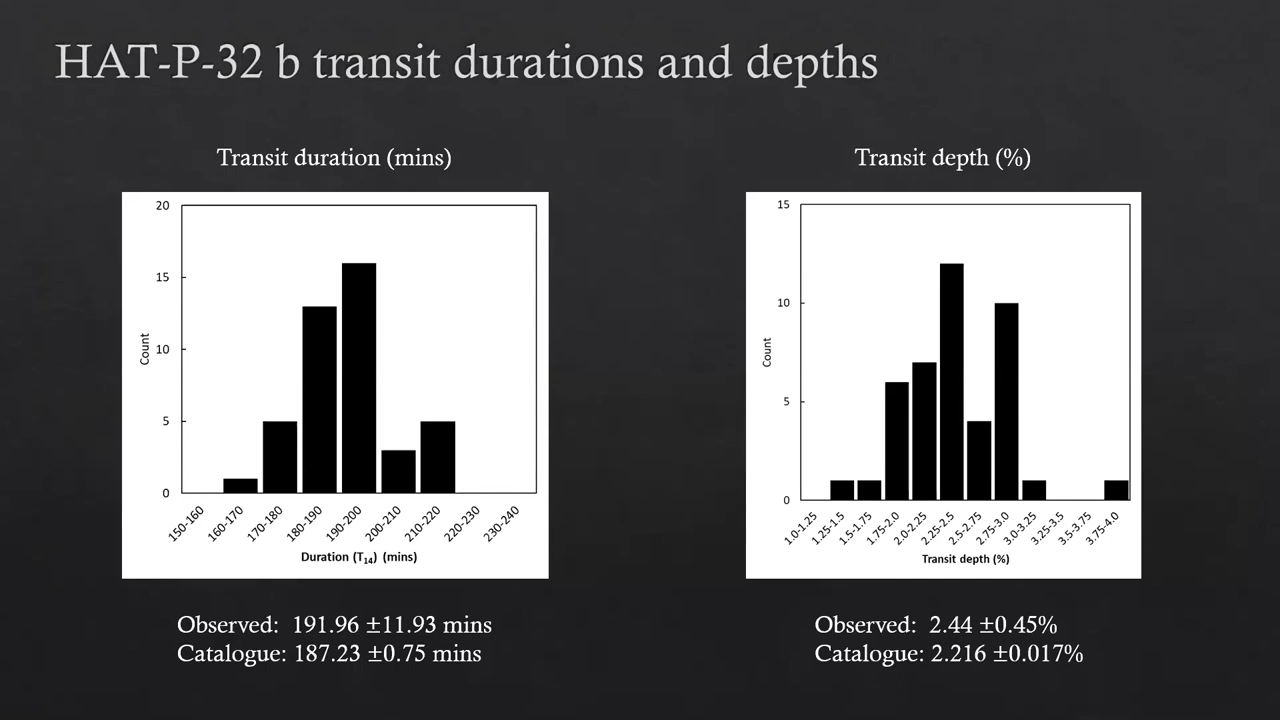 HAT-P-32 b transit durations and depths
Transit duration (mins)
20
15
10
5
0
Count
150-160
160-170
170-180
180-190
190-200
200-210
210-220
220-230
230-240
Duration (T14) (mins)
Observed: 191.96 ±11.93 mins
Catalogue: 187.23 ±0.75 mins
Transit depth (%)
15
10
5
0
Count
1.0-1.25
1.25-1.5
1.5-1.75
1.75-2.0
2.0-2.25
2.25-2.5
2.5-2.75
2.75-3.0
3.0-3.25
3.25-3.5
3.5-3.75
3.75-4.0
Transit depth (%)
Observed: 2.44 ±0.45%
Catalogue: 2.216 ±0.017%